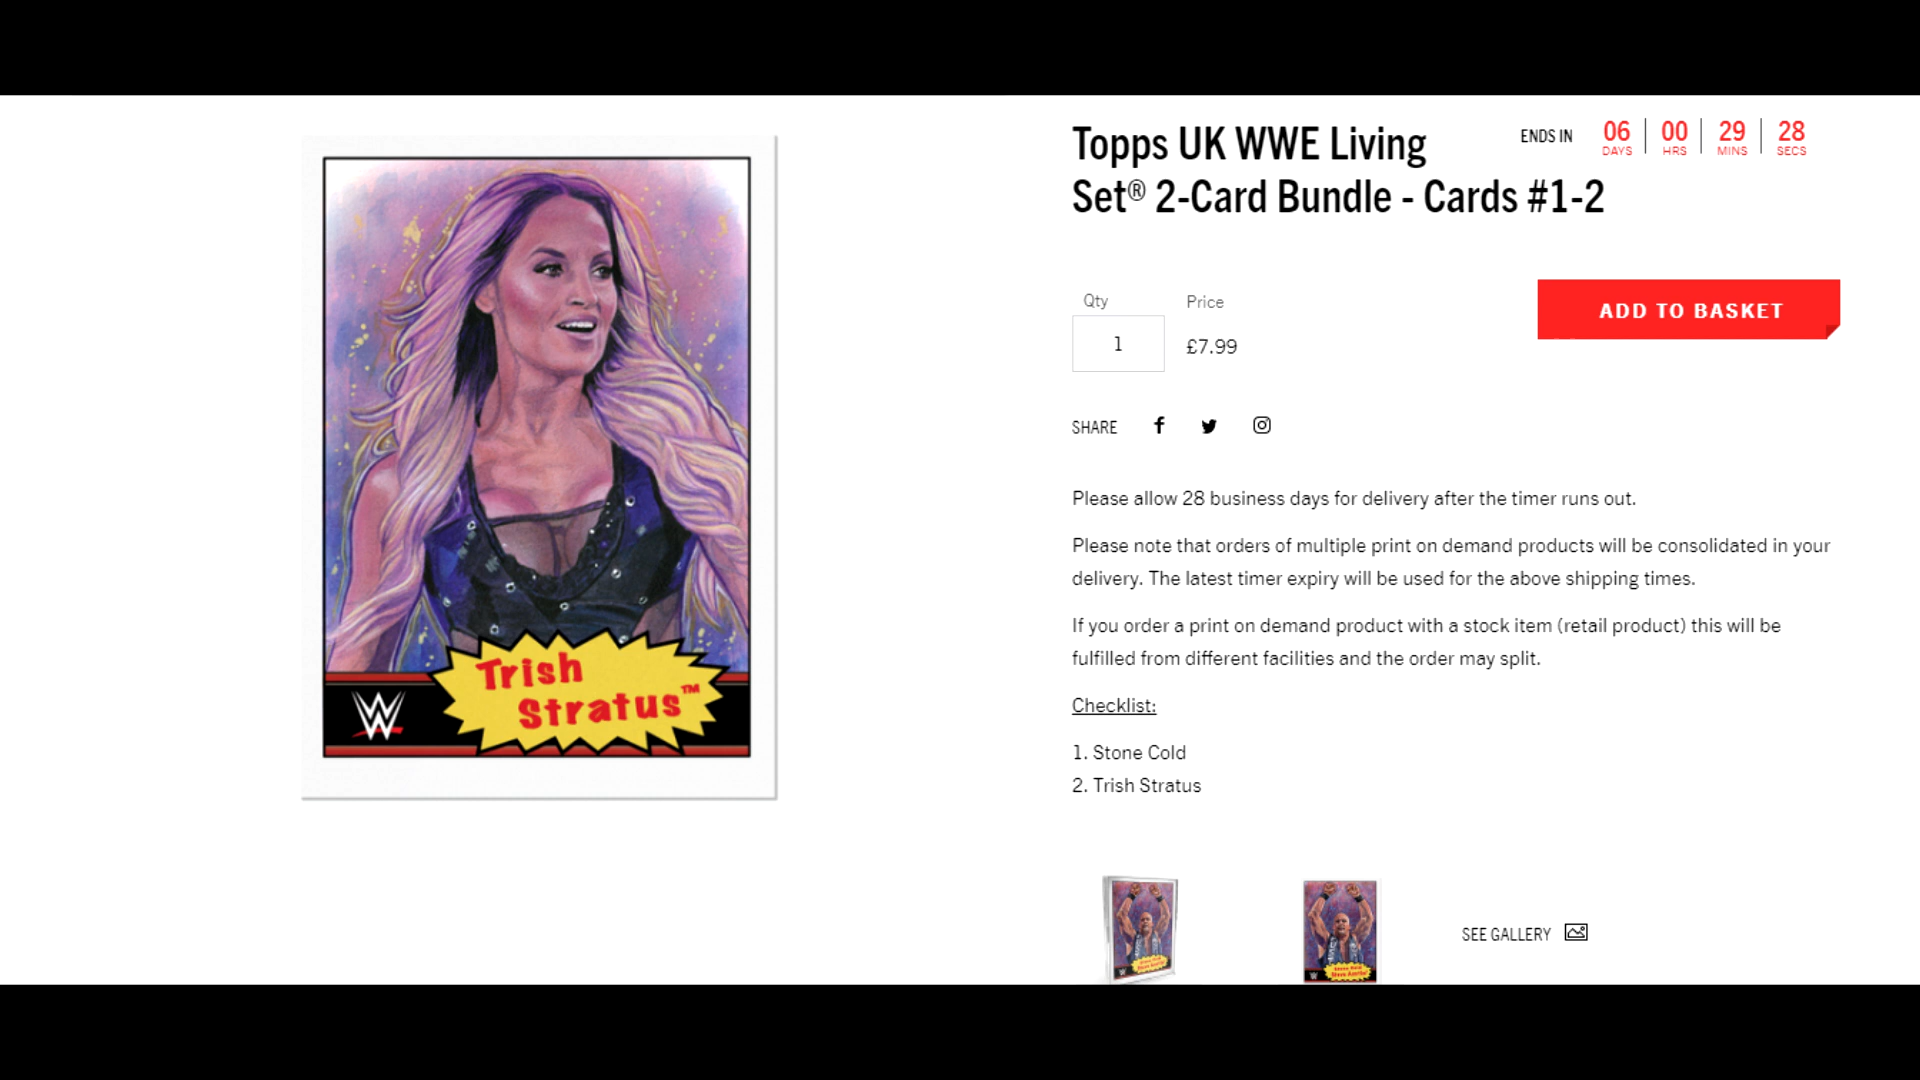 Topps UK WWE Living
Set® 2-Card Bundle - Cards #1-2
ENDS IN
06 00 29 28
DAYS HRS MINS SECS
Qty
Price
1
£7.99
ADD TO BASKET
SHARE
Please allow 28 business days for delivery after the timer runs out.
Please note that orders of multiple print on demand products will be consolidated in your
delivery. The latest timer expiry will be used for the above shipping times.
If you order a print on demand product with a stock item (retail product) this will be
fulfilled from different facilities and the order may split.
Checklist:
1. Stone Cold
2. Trish Stratus
SEE GALLERY
Trish
Stratus™
W